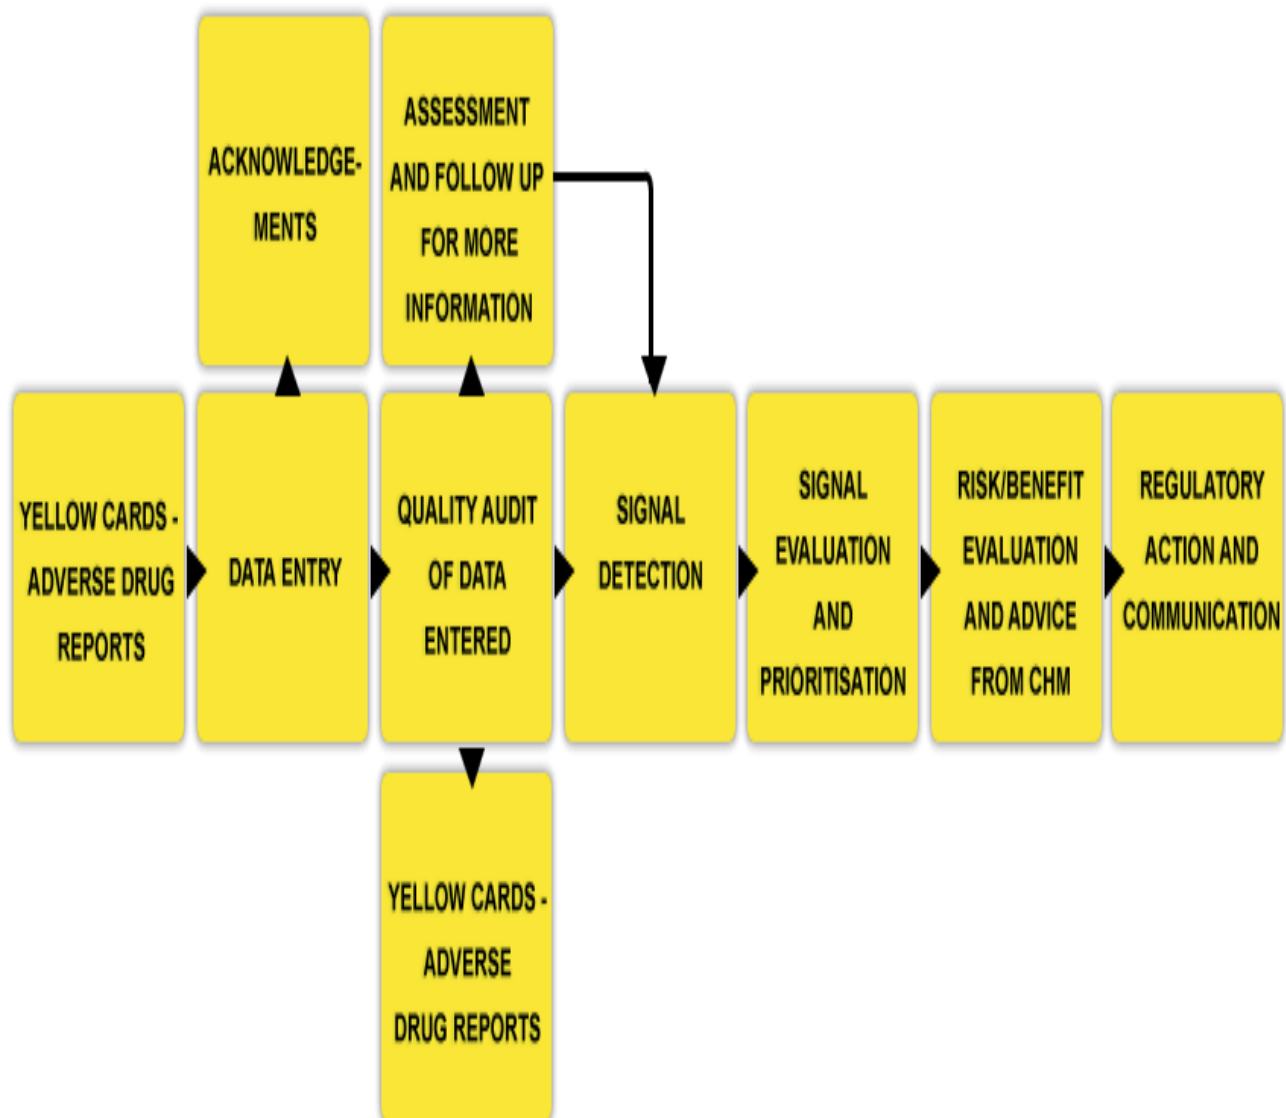 ACKNOWLEDGE-
MENTS
ASSESSMENT
AND FOLLOW UP
FOR MORE
INFORMATION
YELLOW CARDS -
ADVERSE DRUG
REPORTS
DATA ENTRY
QUALITY AUDIT
OF DATA
ENTERED
SIGNAL
DETECTION
SIGNAL
EVALUATION
AND
PRIORITISATION
RISK/BENEFIT
EVALUATION
AND ADVICE
FROM CHM
REGULATORY
ACTION AND
COMMUNICATION
YELLOW CARDS -
ADVERSE
DRUG REPORTS